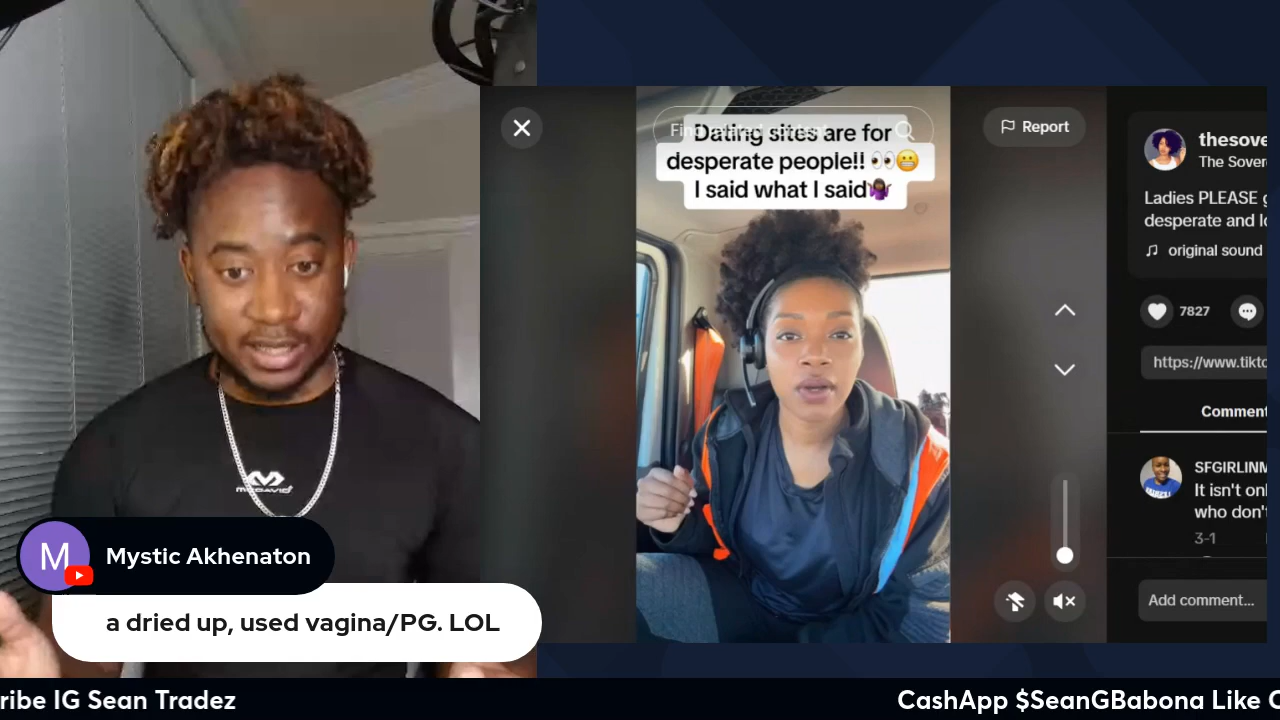 Dating sites are for
desperate people!! 👀😬
I said what I said🤷🏾‍♀️
Report
thesove
The Sover
Ladies PLEASE g
desperate and lo
original sound
7827
https://www.tikto
Comment
SFGIRLINM
It isn't onl
who don't
3-1
Add comment...
MCDAVID
M
Mystic Akhenaton
a dried up, used vagina/PG. LOL
ribe IG Sean Tradez
CashApp $SeanGBabona Like C